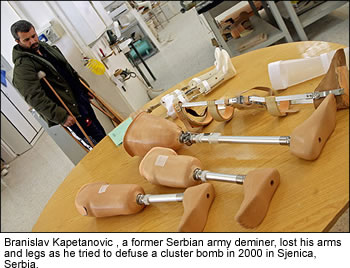 Branislav Kapetanovic , a former Serbian army deminer, lost his arms
and legs as he tried to defuse a cluster bomb in 2000 in Sjenica,
Serbia.